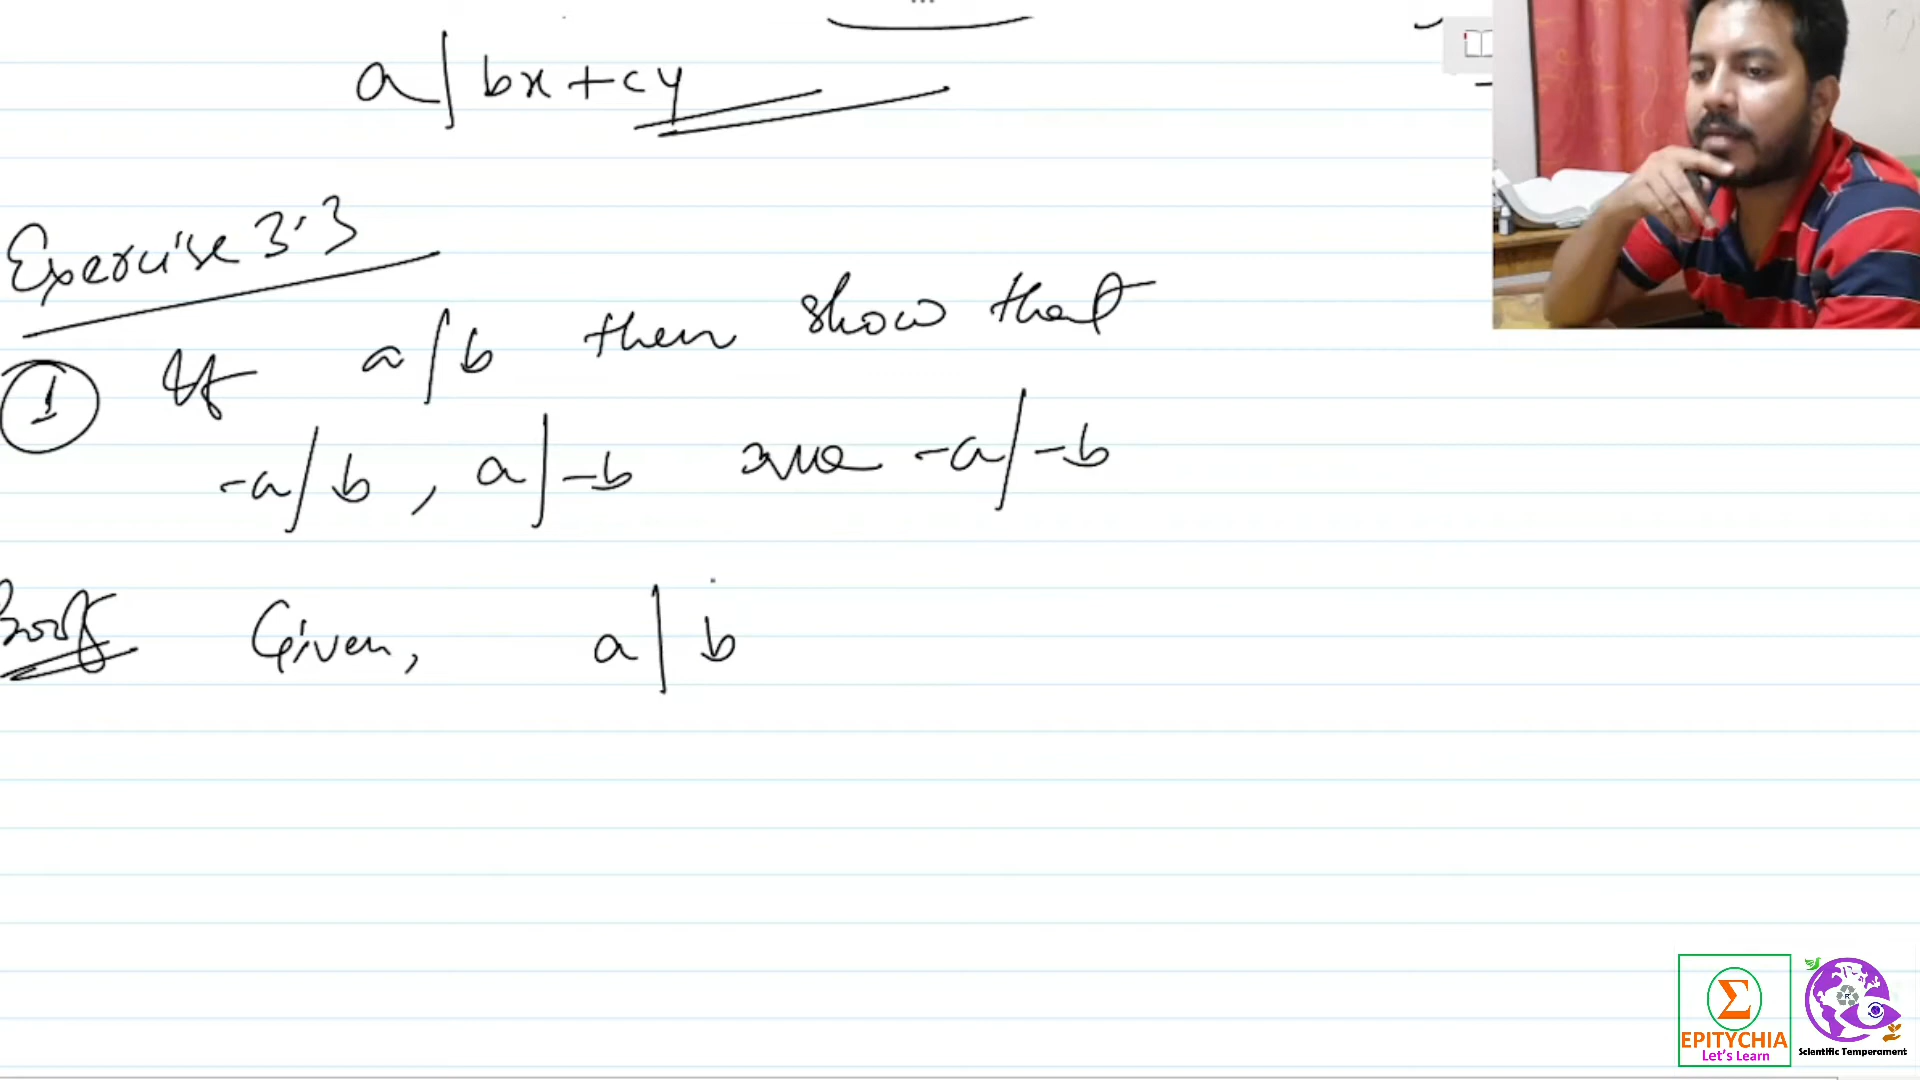 a | bx + cy
Exercise 3.3
① If a | b then show that
-a | b , a | -b and -a | -b
Proof Given, a | b
Σ
EPITYCHIA
Let's Learn
Scientific Temperament